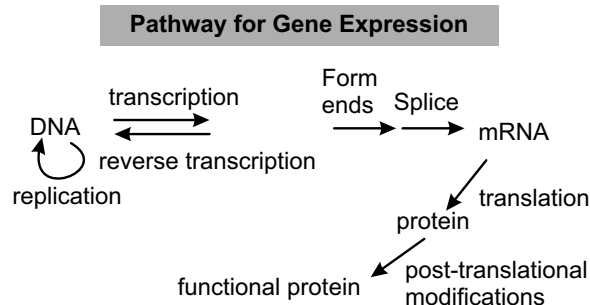 Pathway for Gene Expression
transcription
Form
ends
Splice
DNA
mRNA
reverse transcription
replication
translation
protein
functional protein
post-translational
modifications